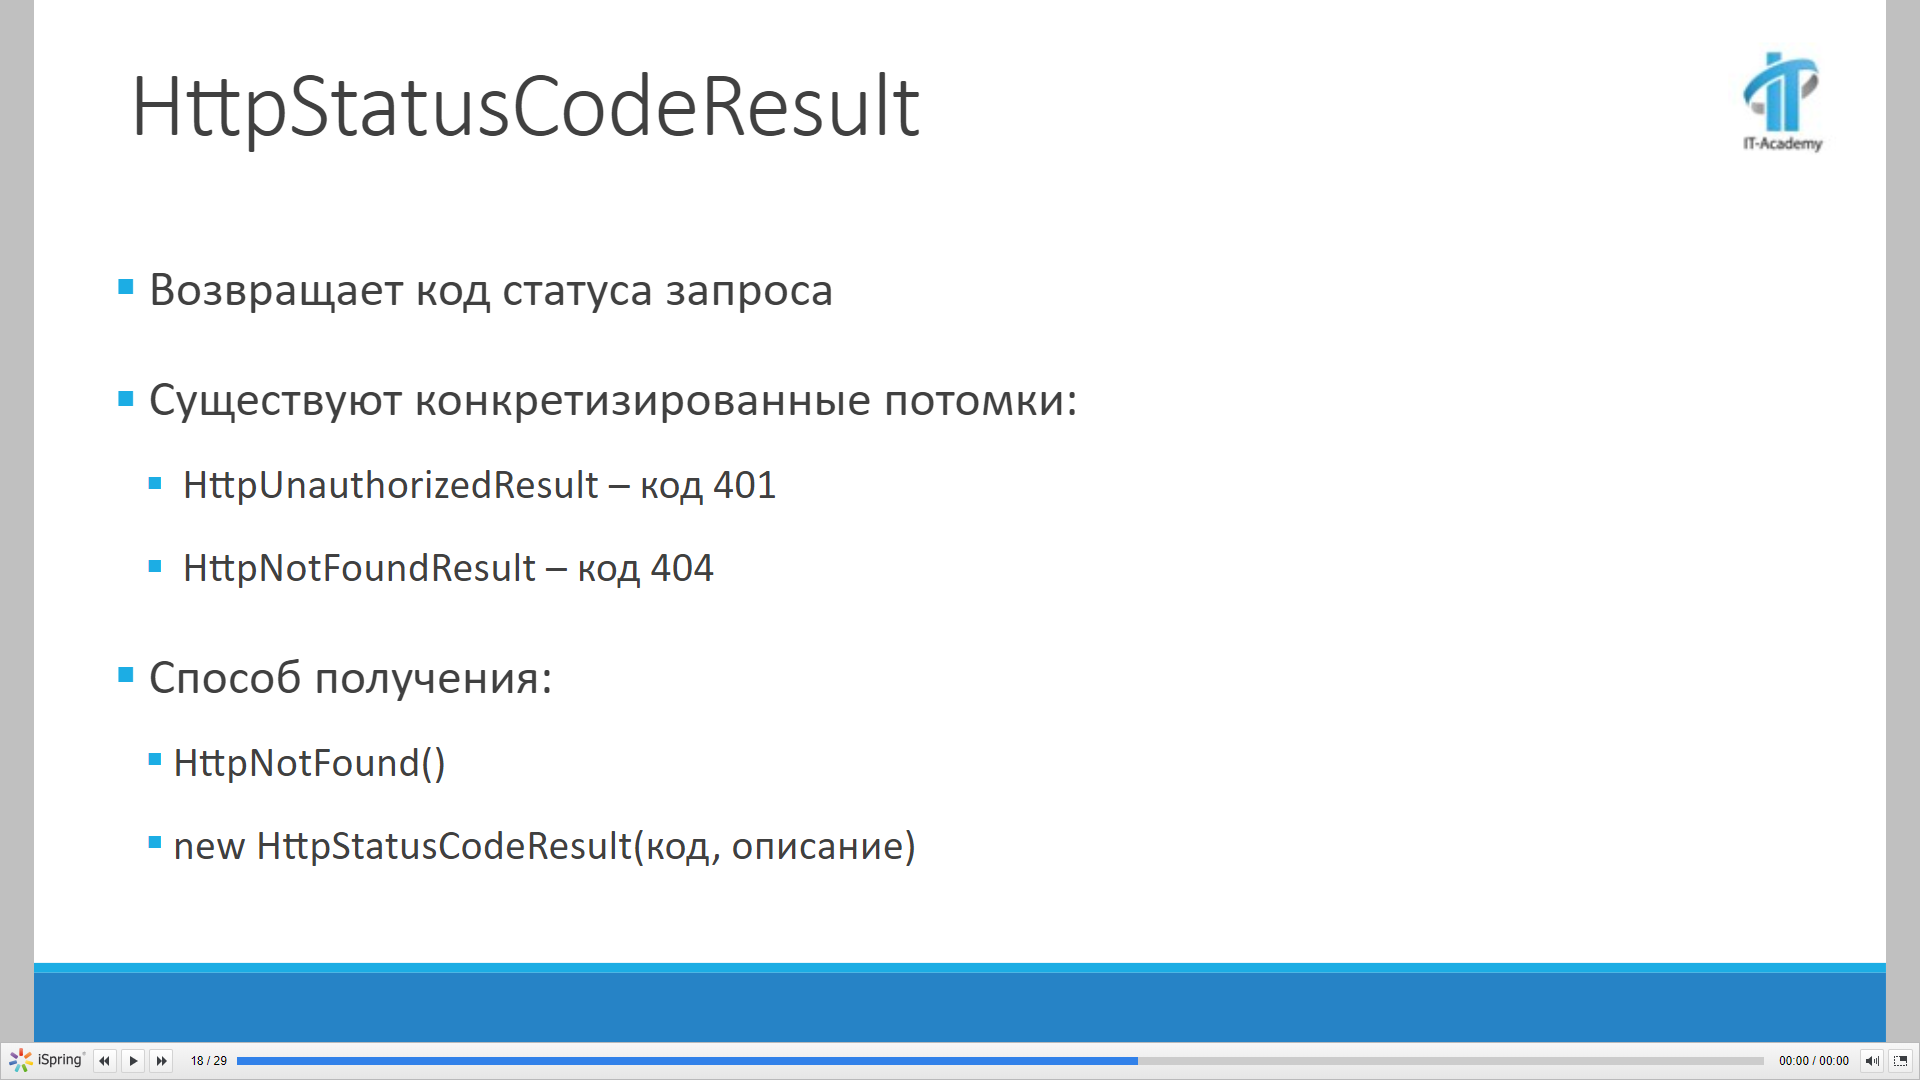 HttpStatusCodeResult
IT-Academy
Возвращает код статуса запроса
Существуют конкретизированные потомки:
HttpUnauthorizedResult – код 401
HttpNotFoundResult – код 404
Способ получения:
HttpNotFound()
new HttpStatusCodeResult(код, описание)
iSpring 18 / 29 00:00 / 00:00